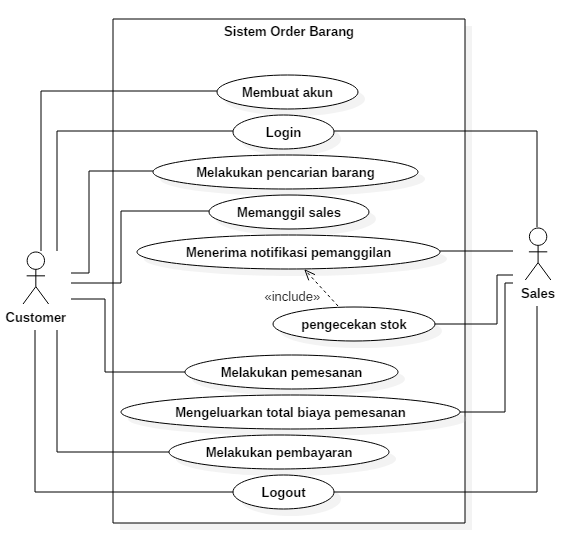 Sistem Order Barang
Membuat akun
Login
Melakukan pencarian barang
Memanggil sales
Menerima notifikasi pemanggilan
«include»
pengecekan stok
Customer
Sales
Melakukan pemesanan
Mengeluarkan total biaya pemesanan
Melakukan pembayaran
Logout